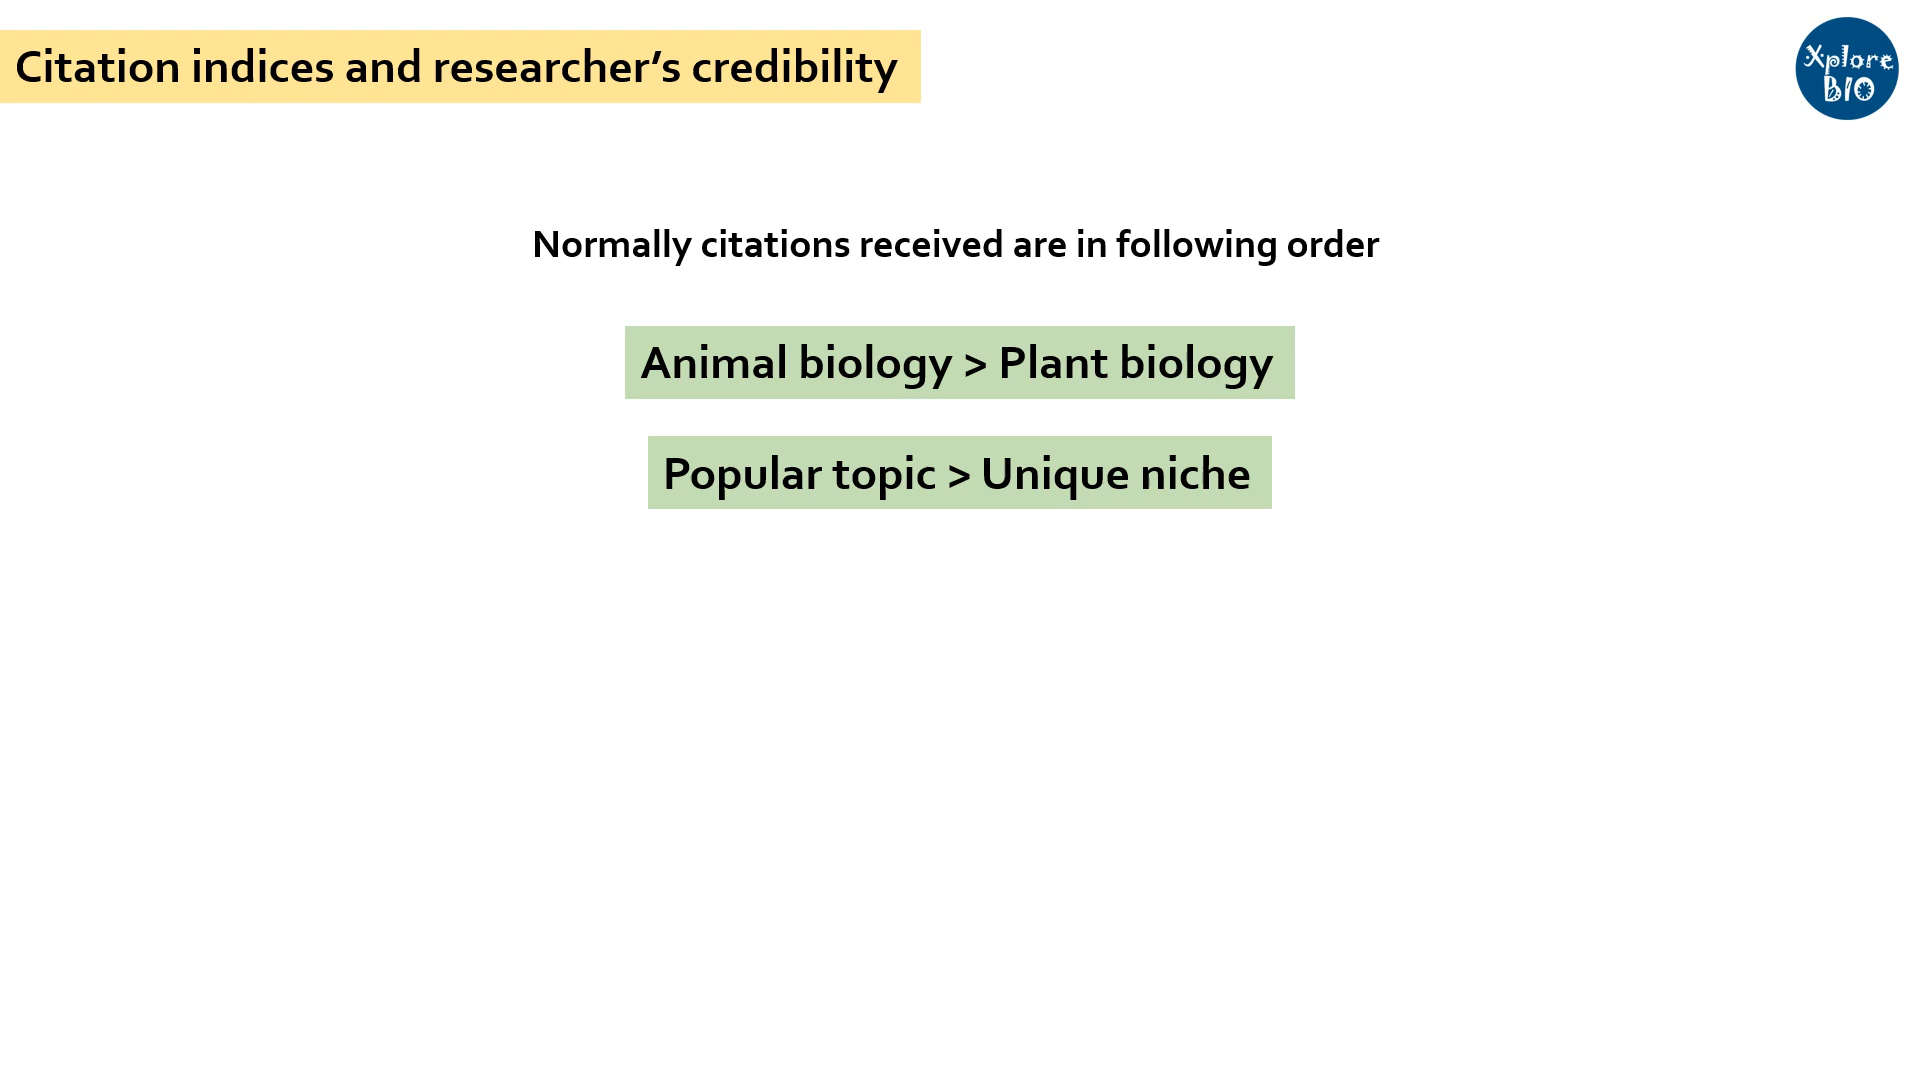 Citation indices and researcher’s credibility
Xplore
BIO
Normally citations received are in following order
Animal biology > Plant biology
Popular topic > Unique niche